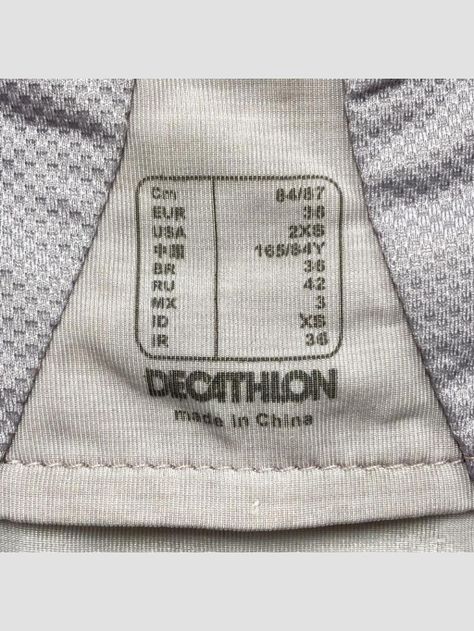 Cm 84/87
EUR 36
USA 2XS
中国 165/84Y
BR 36
RU 42
MX 3
ID XS
IR 36
DECATHLON
made in China